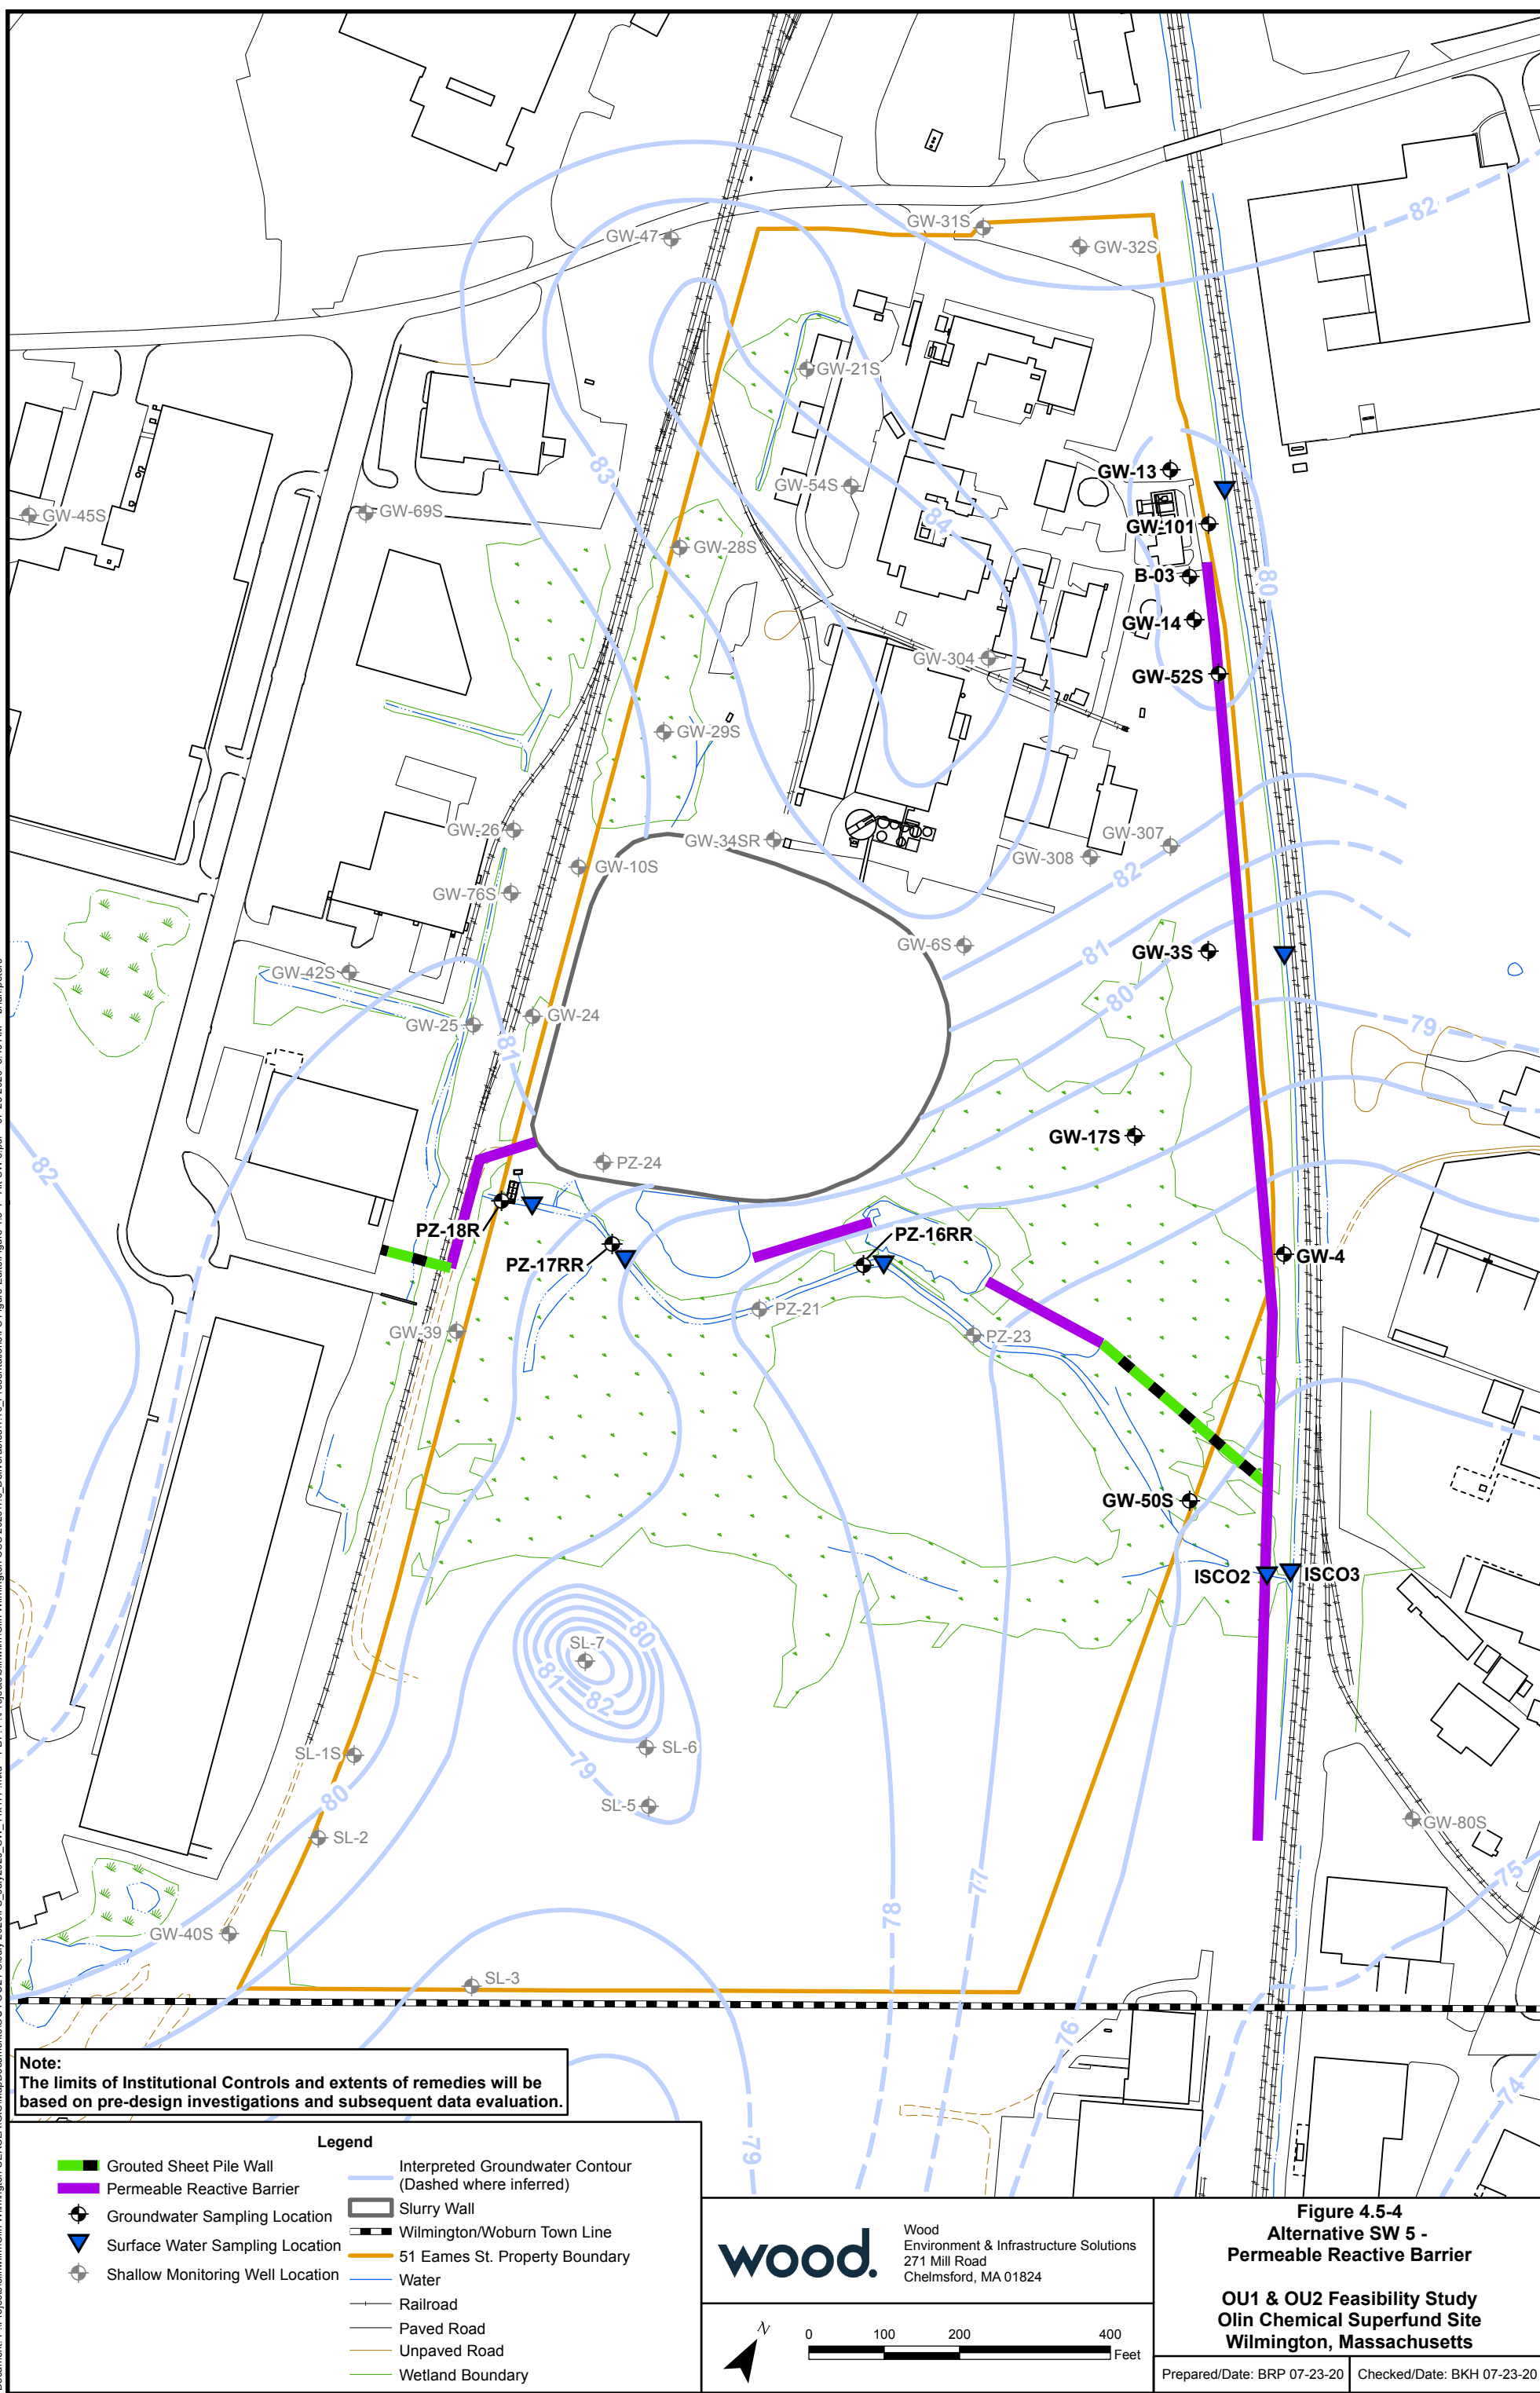 82
GW-31S
GW-47
GW-32S
GW-21S
83
GW-13
GW-54S
84
GW-45S
GW-69S
GW-101
GW-28S
B-03
80
GW-14
GW-304
GW-52S
GW-29S
GW-26
GW-34SR
GW-307
GW-308
GW-10S
82
GW-76S
GW-6S
GW-3S
81
GW-42S
80
GW-24
GW-25
79
81
GW-17S
82
PZ-24
PZ-18R
PZ-16RR
PZ-17RR
GW-4
PZ-21
GW-39
PZ-23
GW-50S
ISCO2
ISCO3
80
SL-7
81
82
SL-6
SL-1S
79
80
SL-5
GW-80S
SL-2
75
77
78
GW-40S
SL-3
76
74
79
Note:
The limits of Institutional Controls and extents of remedies will be
based on pre-design investigations and subsequent data evaluation.
Legend
Grouted Sheet Pile Wall
Permeable Reactive Barrier
Groundwater Sampling Location
Surface Water Sampling Location
Shallow Monitoring Well Location
Interpreted Groundwater Contour
(Dashed where inferred)
Slurry Wall
Wilmington/Woburn Town Line
51 Eames St. Property Boundary
Water
Railroad
Paved Road
Unpaved Road
Wetland Boundary
wood.
Wood
Environment & Infrastructure Solutions
271 Mill Road
Chelmsford, MA 01824
N
0 100 200 400
Feet
Figure 4.5-4
Alternative SW 5 -
Permeable Reactive Barrier
OU1 & OU2 Feasibility Study
Olin Chemical Superfund Site
Wilmington, Massachusetts
Prepared/Date: BRP 07-23-20
Checked/Date: BKH 07-23-20